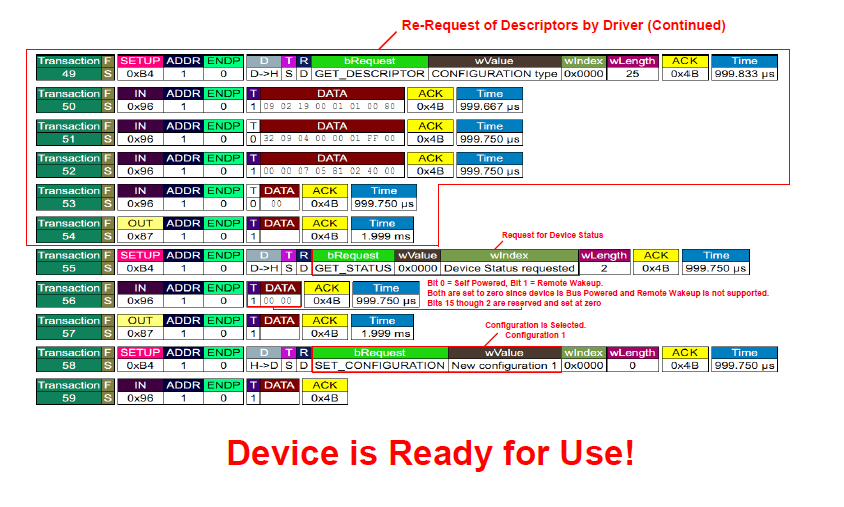 Re-Request of Descriptors by Driver (Continued)
Transaction F SETUP ADDR ENDP D T R bRequest wValue wIndex wLength ACK Time
49 S 0xB4 1 0 D->H S D GET_DESCRIPTOR CONFIGURATION type 0x0000 25 0x4B 999.833 µs
Transaction F IN ADDR ENDP T DATA ACK Time
50 S 0x96 1 0 1 09 02 19 00 01 01 00 80 0x4B 999.667 µs
Transaction F IN ADDR ENDP T DATA ACK Time
51 S 0x96 1 0 0 32 09 04 00 00 01 FF 00 0x4B 999.750 µs
Transaction F IN ADDR ENDP T DATA ACK Time
52 S 0x96 1 0 1 00 00 07 05 81 02 40 00 0x4B 999.750 µs
Transaction F IN ADDR ENDP T DATA ACK Time
53 S 0x96 1 0 0 00 0x4B 999.750 µs
Transaction F OUT ADDR ENDP T DATA ACK Time
54 S 0x87 1 0 1 0x4B 1.999 ms
Request for Device Status
Transaction F SETUP ADDR ENDP D T R bRequest wValue wIndex wLength ACK Time
55 S 0xB4 1 0 D->H S D GET_STATUS 0x0000 Device Status requested 2 0x4B 999.750 µs
Transaction F IN ADDR ENDP T DATA ACK Time
56 S 0x96 1 0 1 00 00 0x4B 999.750 µs
Bit 0 = Self Powered, Bit 1 = Remote Wakeup.
Both are set to zero since device is Bus Powered and Remote Wakeup is not supported.
Bits 15 though 2 are reserved and set at zero
Transaction F OUT ADDR ENDP T DATA ACK Time
57 S 0x87 1 0 1 0x4B 1.999 ms
Configuration is Selected.
Configuration 1
Transaction F SETUP ADDR ENDP D T R bRequest wValue wIndex wLength ACK Time
58 S 0xB4 1 0 H->D S D SET_CONFIGURATION New configuration 1 0x0000 0 0x4B 999.750 µs
Transaction F IN ADDR ENDP T DATA ACK
59 S 0x96 1 0 1 0x4B
Device is Ready for Use!